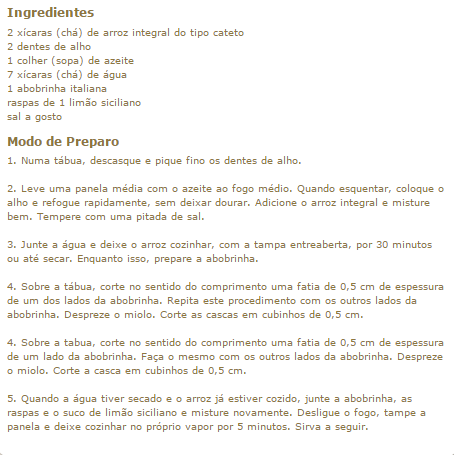 Ingredientes
2 xícaras (chá) de arroz integral do tipo cateto
2 dentes de alho
1 colher (sopa) de azeite
7 xícaras (chá) de água
1 abobrinha italiana
raspas de 1 limão siciliano
sal a gosto
Modo de Preparo
1. Numa tábua, descasque e pique fino os dentes de alho.
2. Leve uma panela média com o azeite ao fogo médio. Quando esquentar, coloque o
alho e refogue rapidamente, sem deixar dourar. Adicione o arroz integral e misture
bem. Tempere com uma pitada de sal.
3. Junte a água e deixe o arroz cozinhar, com a tampa entreaberta, por 30 minutos
ou até secar. Enquanto isso, prepare a abobrinha.
4. Sobre a tábua, corte no sentido do comprimento uma fatia de 0,5 cm de espessura
de um dos lados da abobrinha. Repita este procedimento com os outros lados da
abobrinha. Despreze o miolo. Corte as cascas em cubinhos de 0,5 cm.
4. Sobre a tabua, corte no sentido do comprimento uma fatia de 0,5 cm de espessura
de um lado da abobrinha. Faça o mesmo com os outros lados da abobrinha. Despreze
o miolo. Corte a casca em cubinhos de 0,5 cm.
5. Quando a água tiver secado e o arroz já estiver cozido, junte a abobrinha, as
raspas e o suco de limão siciliano e misture novamente. Desligue o fogo, tampe a
panela e deixe cozinhar no próprio vapor por 5 minutos. Sirva a seguir.